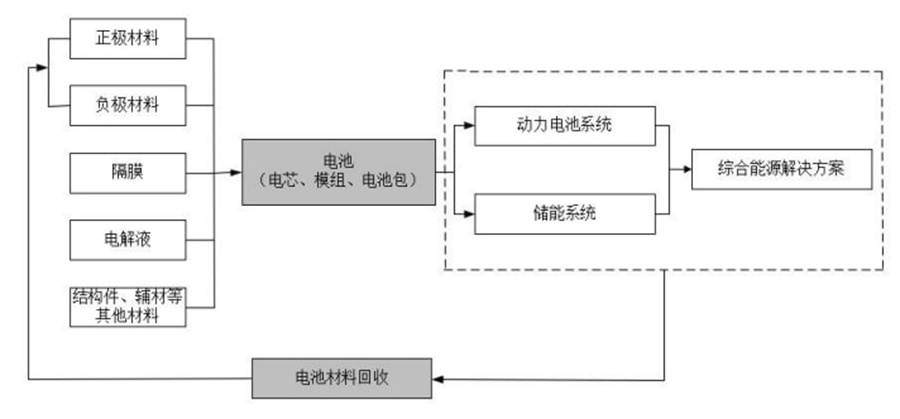 正极材料
负极材料
隔膜
电解液
结构件、辅材等
其他材料
电池
（电芯、模组、电池包）
动力电池系统
储能系统
综合能源解决方案
电池材料回收